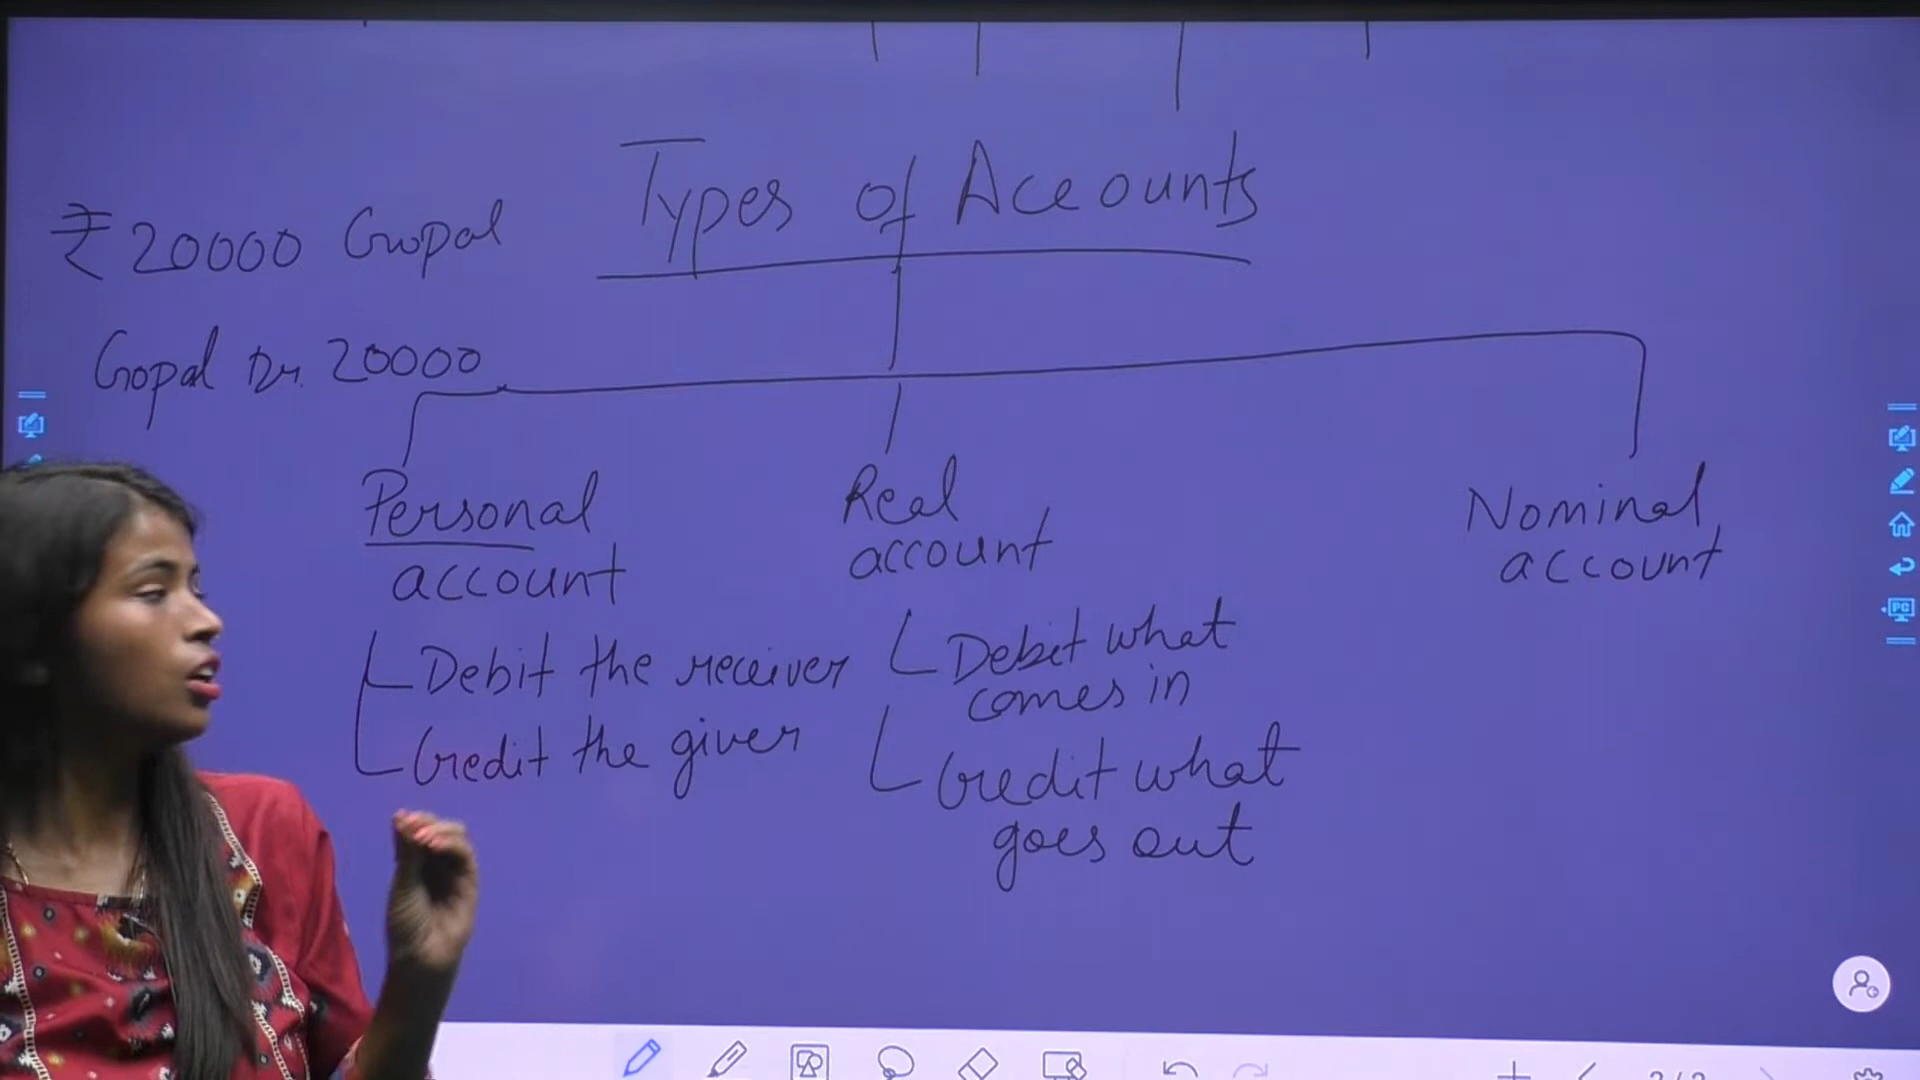 Types of Accounts
₹ 20000 Gopal
Gopal Dr. 20000
Personal
account
Debit the receiver
Credit the giver
Real
account
Debit what
comes in
Credit what
goes out
Nominal
account
PC